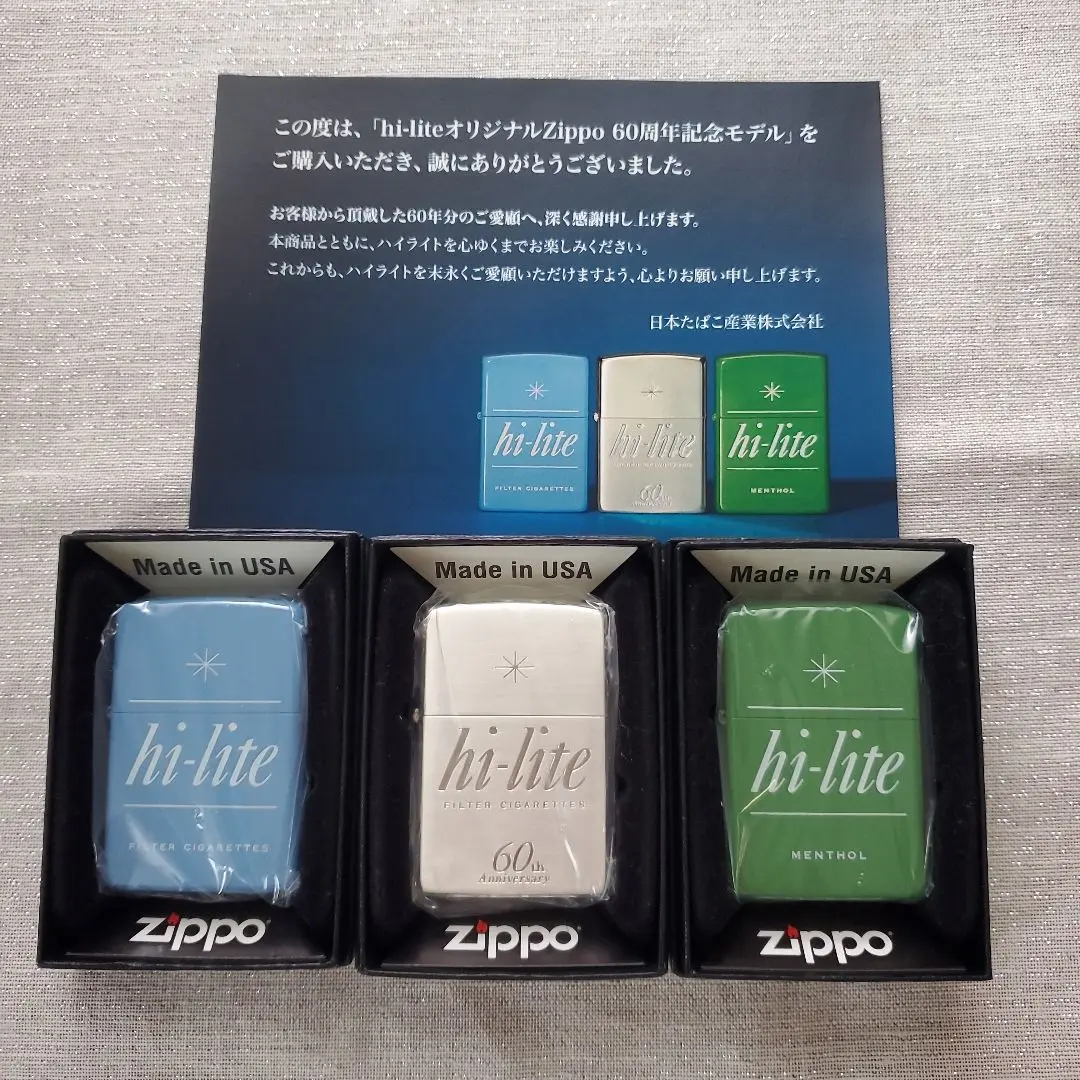 この度は、「hi-liteオリジナルZippo 60周年記念モデル」を
ご購入いただき、誠にありがとうございました。
お客様から頂戴した60年分のご愛顧へ、深く感謝申し上げます。
本商品とともに、ハイライトを心ゆくまでお楽しみください。
これからも、ハイライトを末永くご愛顧いただけますよう、心よりお願い申し上げます。
日本たばこ産業株式会社
hi-lite
FILTER CIGARETTES
hi-lite
FILTER CIGARETTES
60th
Anniversary
hi-lite
MENTHOL
Made in USA
hi-lite
FILTER CIGARETTES
zippo
Made in USA
hi-lite
FILTER CIGARETTES
60th
Anniversary
zippo
Made in USA
hi-lite
MENTHOL
zippo